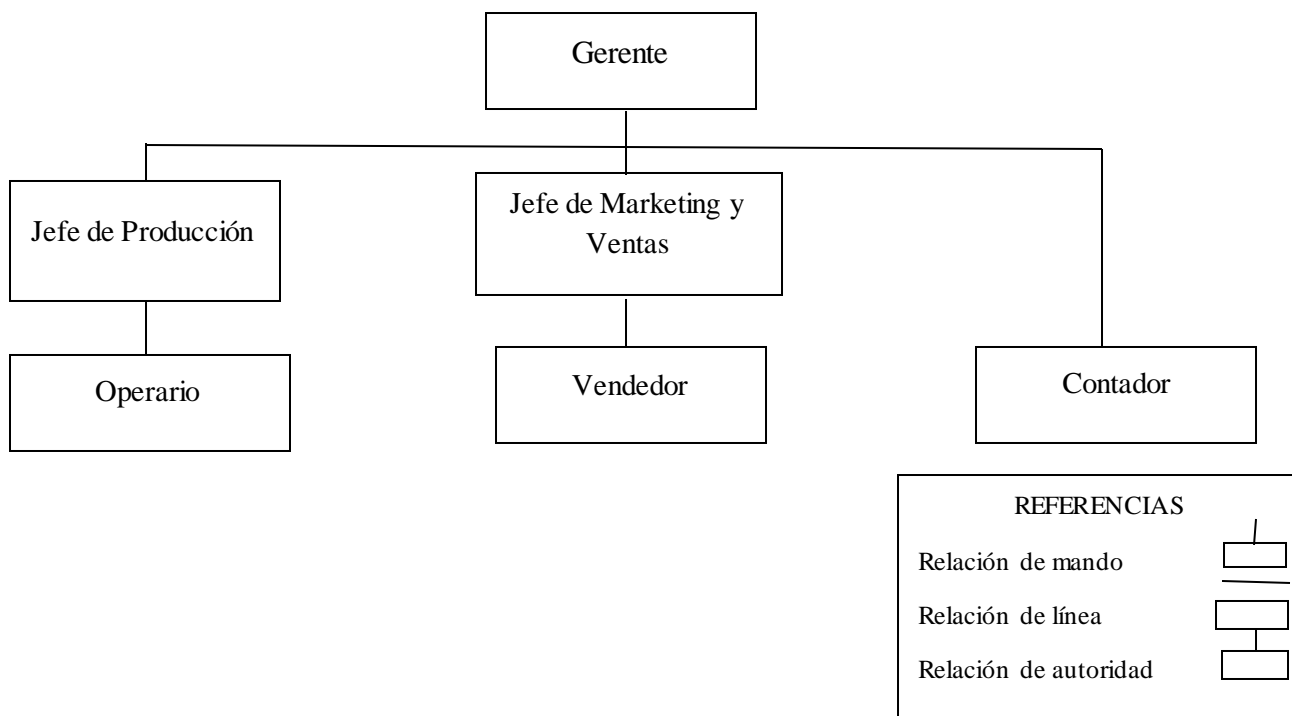 Gerente
Jefe de Producción
Jefe de Marketing y
Ventas
Operario
Vendedor
Contador
REFERENCIAS
Relación de mando
Relación de línea
Relación de autoridad